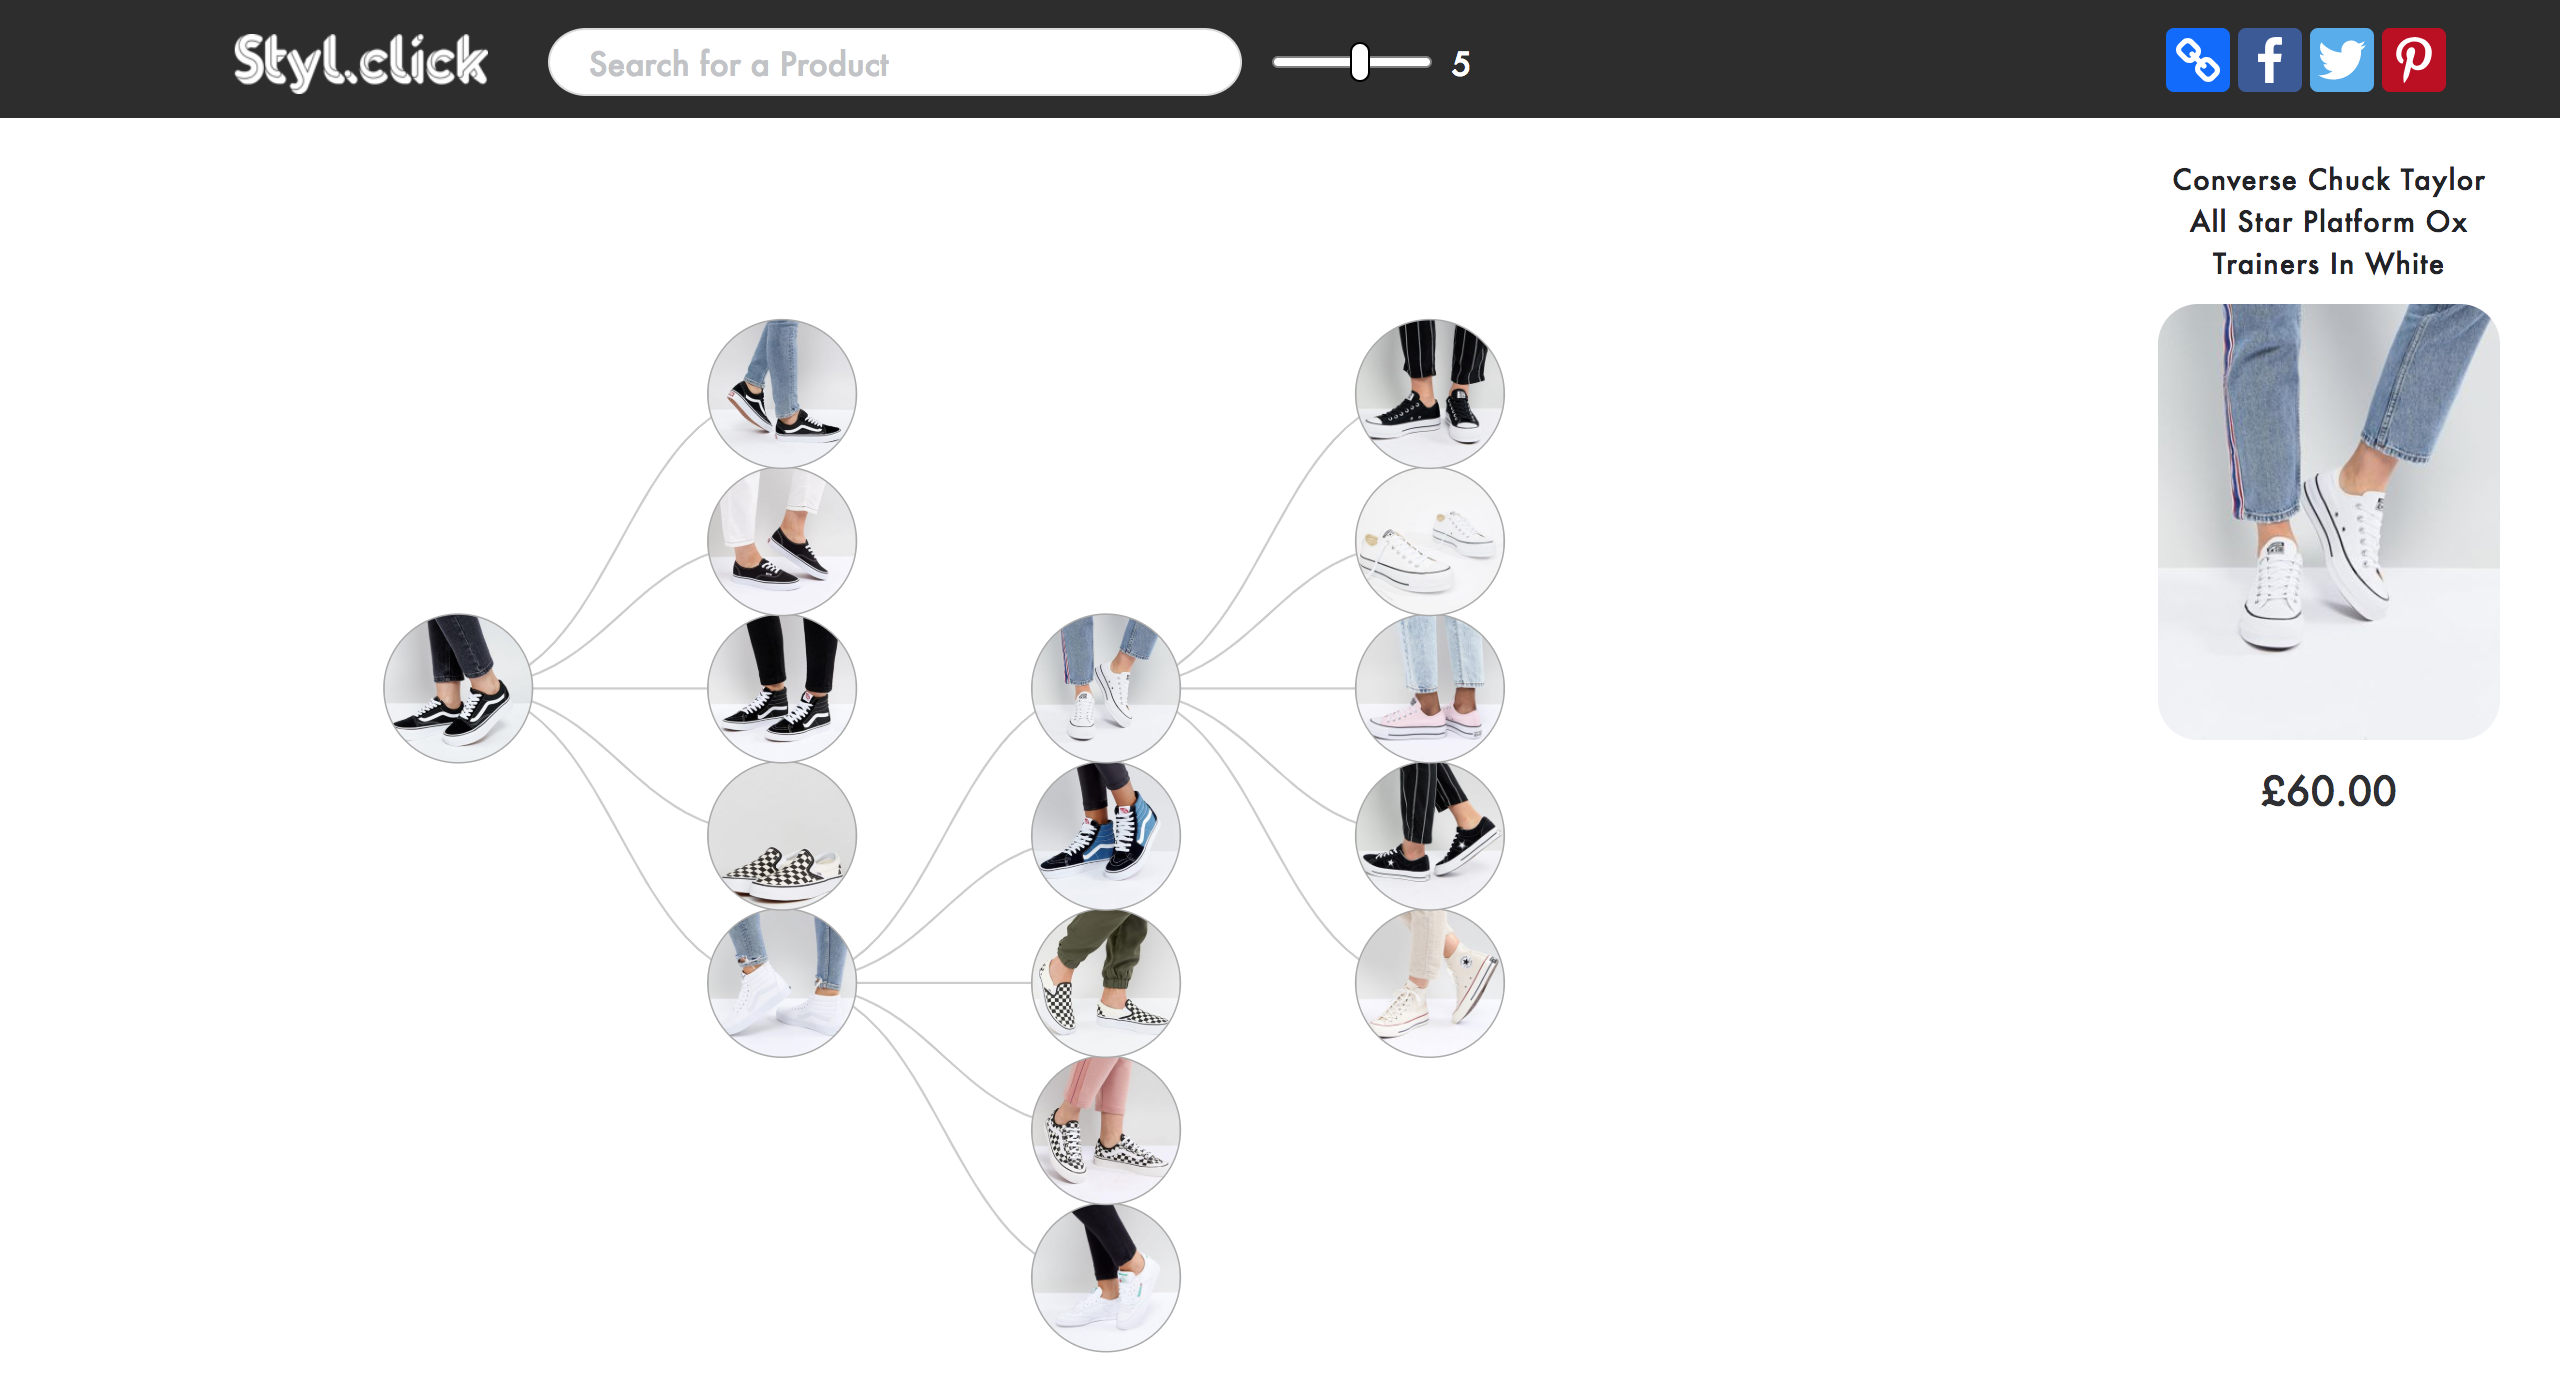 Styl.click
Search for a Product
5
Converse Chuck Taylor
All Star Platform Ox
Trainers In White
£60.00